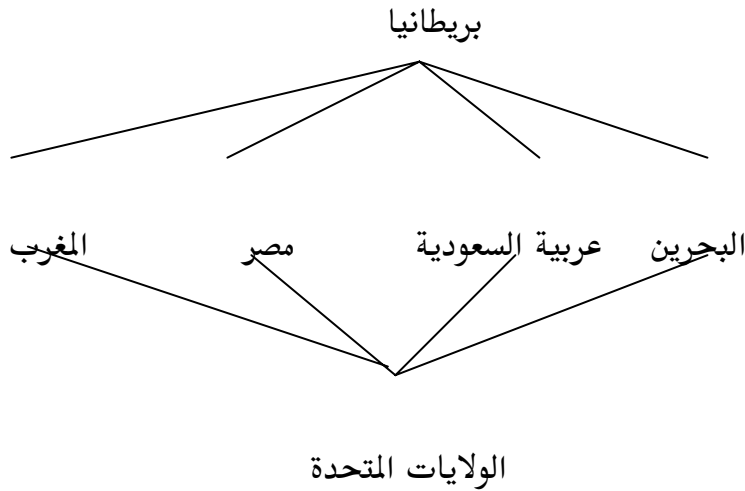 بريطانيا
البحرين عربية السعودية مصر المغرب
الولايات المتحدة